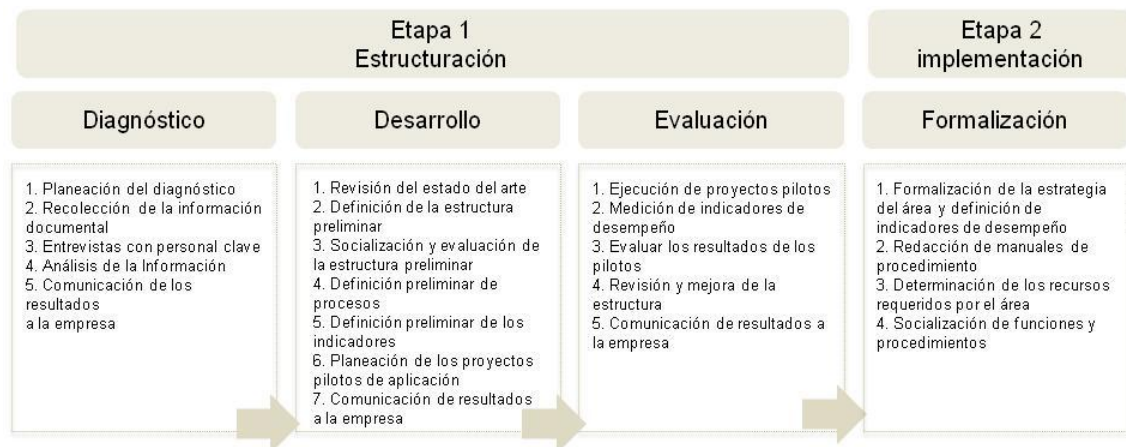 Etapa 1
Estructuración
Etapa 2
implementación
Diagnóstico
Desarrollo
Evaluación
Formalización
1. Planeación del diagnóstico
2. Recolección de la información
documental
3. Entrevistas con personal clave
4. Análisis de la Información
5. Comunicación de los
resultados
a la empresa
1. Revisión del estado del arte
2. Definición de la estructura
preliminar
3. Socialización y evaluación de
la estructura preliminar
4. Definición preliminar de
procesos
5. Definición preliminar de los
indicadores
6. Planeación de los proyectos
pilotos de aplicación
7. Comunicación de resultados
a la empresa
1. Ejecución de proyectos pilotos
2. Medición de indicadores de
desempeño
3. Evaluar los resultados de los
pilotos
4. Revisión y mejora de la
estructura
5. Comunicación de resultados a
la empresa
1. Formalización de la estrategia
del área y definición de
indicadores de desempeño
2. Redacción de manuales de
procedimiento
3. Determinación de los recursos
requeridos por el área
4. Socialización de funciones y
procedimientos